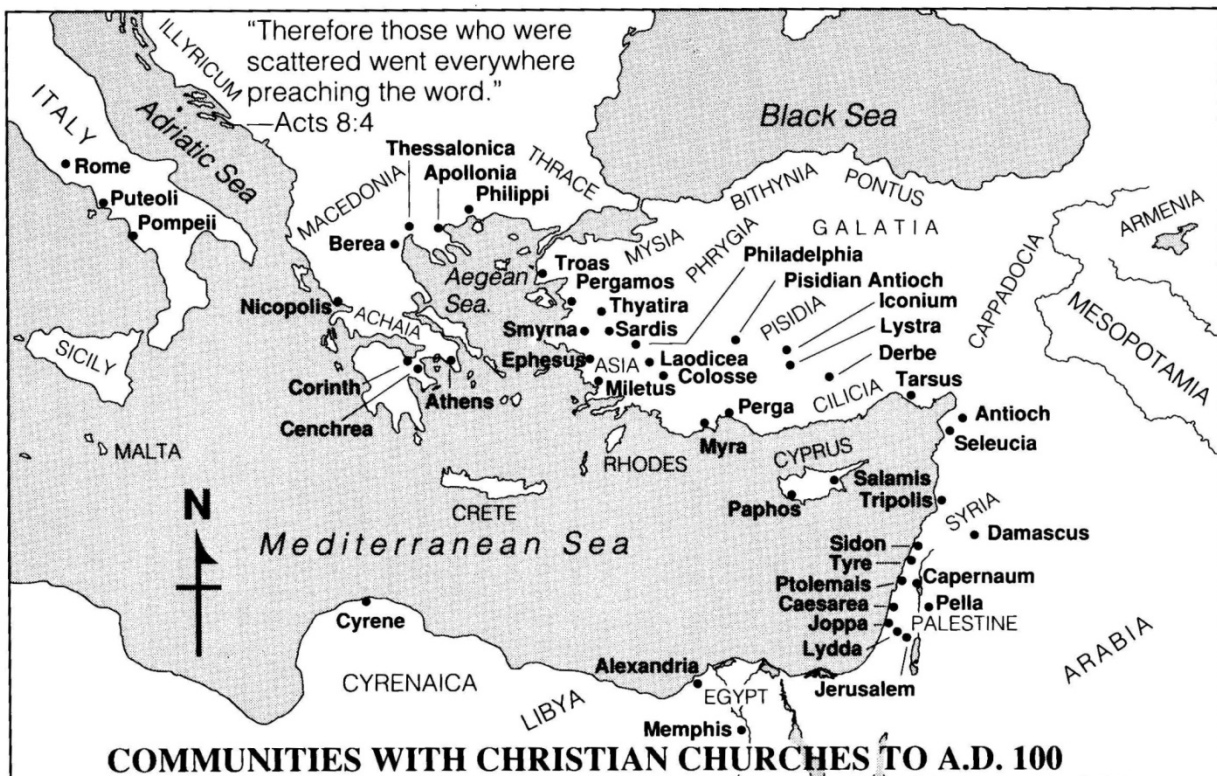 "Therefore those who were
scattered went everywhere
preaching the word."
—Acts 8:4
ILLYRICUM
ITALY
Adriatic Sea
Black Sea
Rome
Puteoli
Pompeii
Thessalonica
Apollonia
Philippi
MACEDONIA
THRACE
BITHYNIA
PONTUS
ARMENIA
GALATIA
Berea
MYSIA
PHRYGIA
Philadelphia
CAPPADOCIA
Aegean
Sea.
Troas
Pergamos
Pisidian Antioch
Nicopolis
Thyatira
PISIDIA
Iconium
MESOPOTAMIA
ACHAIA
Smyrna
Sardis
Lystra
SICILY
Ephesus
ASIA
Laodicea
Derbe
Corinth
Colosse
Athens
Miletus
CILICIA
Tarsus
Cenchrea
Perga
Antioch
Myra
Seleucia
MALTA
RHODES
CYPRUS
Salamis
CRETE
Paphos
Tripolis
SYRIA
N
Mediterranean Sea
Damascus
Sidon
Tyre
Ptolemais
Capernaum
Caesarea
Pella
Cyrene
Joppa
PALESTINE
Lydda
ARABIA
Alexandria
CYRENAICA
EGYPT
Jerusalem
LIBYA
Memphis
COMMUNITIES WITH CHRISTIAN CHURCHES TO A.D. 100